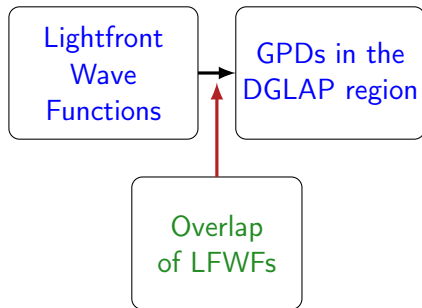 Lightfront
Wave
Functions
GPDs in the
DGLAP region
Overlap
of LFWFs